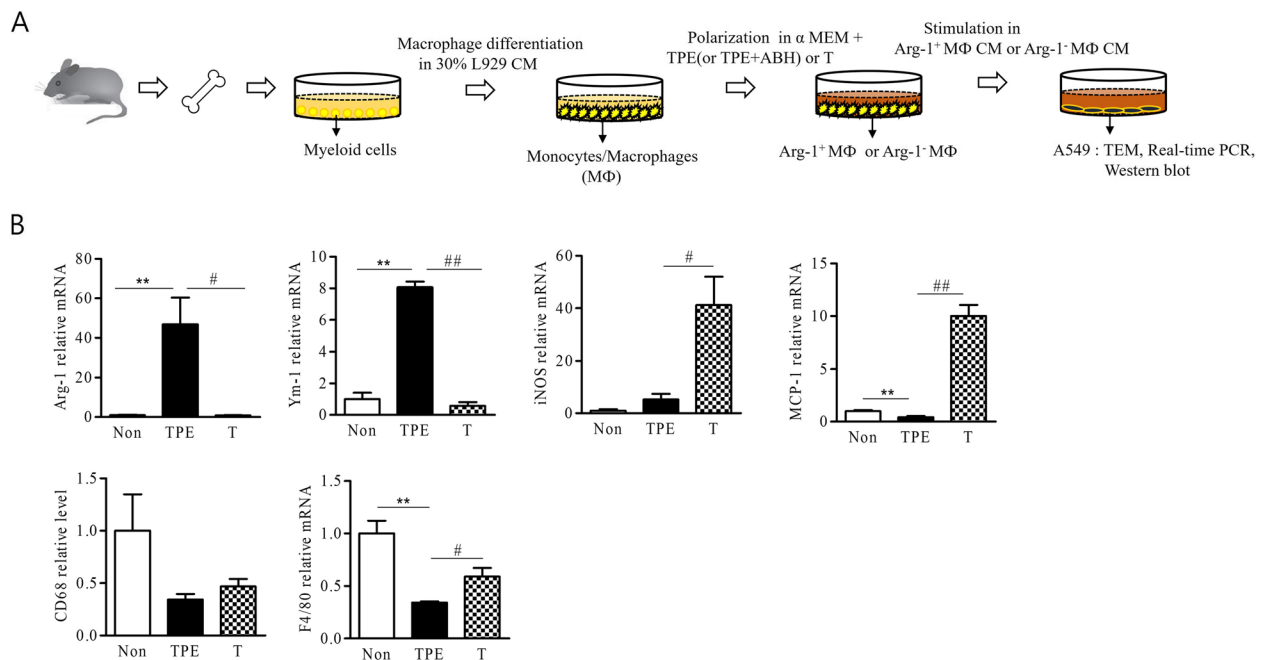 A
Macrophage differentiation
in 30% L929 CM
Polarization in α MEM +
TPE(or TPE+ABH) or T
Stimulation in
Arg-1⁺ MΦ CM or Arg-1⁻ MΦ CM
Myeloid cells
Monocytes/Macrophages
(MΦ)
Arg-1⁺ MΦ or Arg-1⁻ MΦ
A549 : TEM, Real-time PCR,
Western blot
B
Arg-1 relative mRNA
80
60
40
20
0
**
#
Non TPE T
Ym-1 relative mRNA
10
8
6
4
2
0
**
##
Non TPE T
iNOS relative mRNA
60
40
20
0
#
Non TPE T
MCP-1 relative mRNA
15
10
5
0
**
##
Non TPE T
CD68 relative level
1.5
1.0
0.5
0.0
Non TPE T
F4/80 relative mRNA
1.5
1.0
0.5
0.0
**
#
Non TPE T